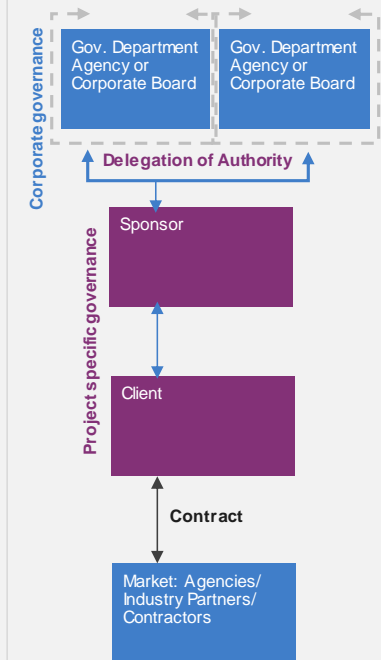 Corporate governance
Gov. Department
Agency or
Corporate Board
Gov. Department
Agency or
Corporate Board
Delegation of Authority
Project specific governance
Sponsor
Client
Contract
Market: Agencies/
Industry Partners/
Contractors